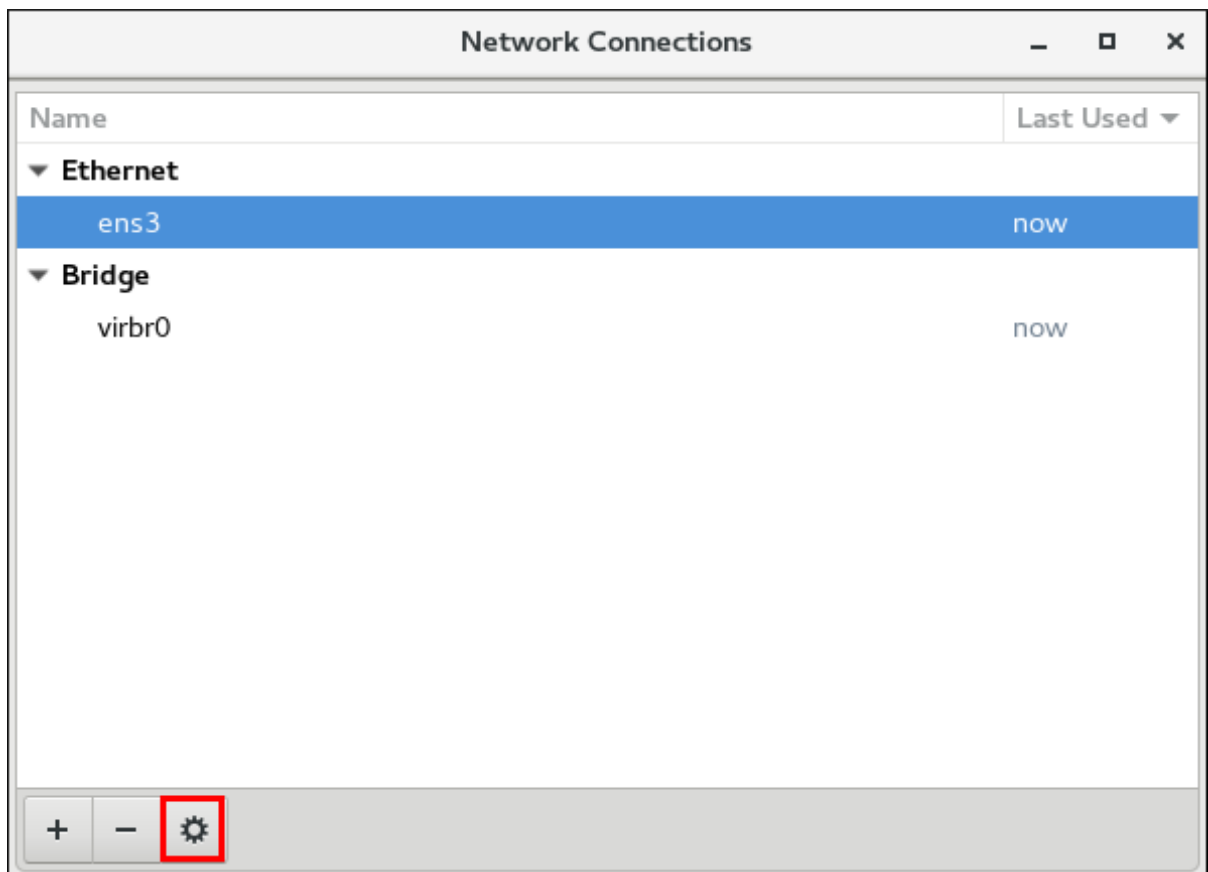 Network Connections
Name Last Used
Ethernet
ens3 now
Bridge
virbr0 now